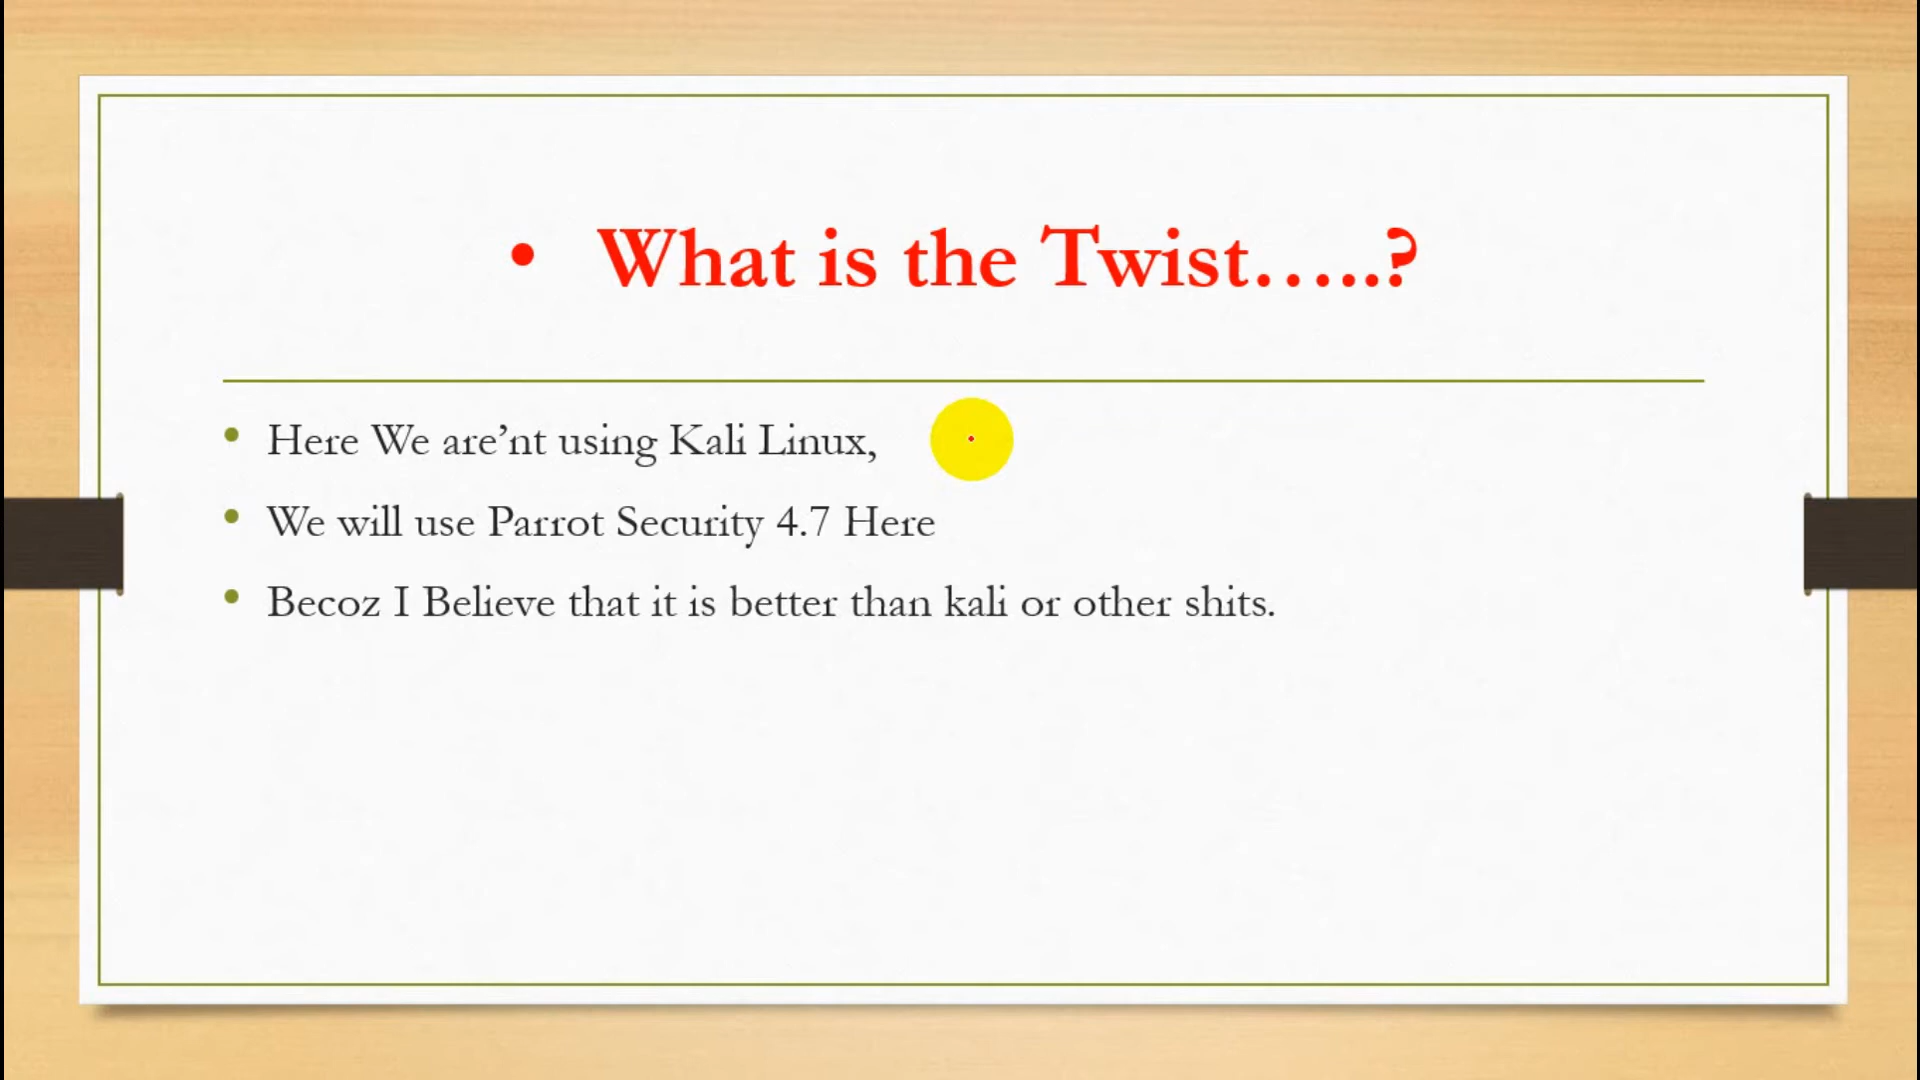 • What is the Twist…..?
• Here We are’nt using Kali Linux,
• We will use Parrot Security 4.7 Here
• Becoz I Believe that it is better than kali or other shits.